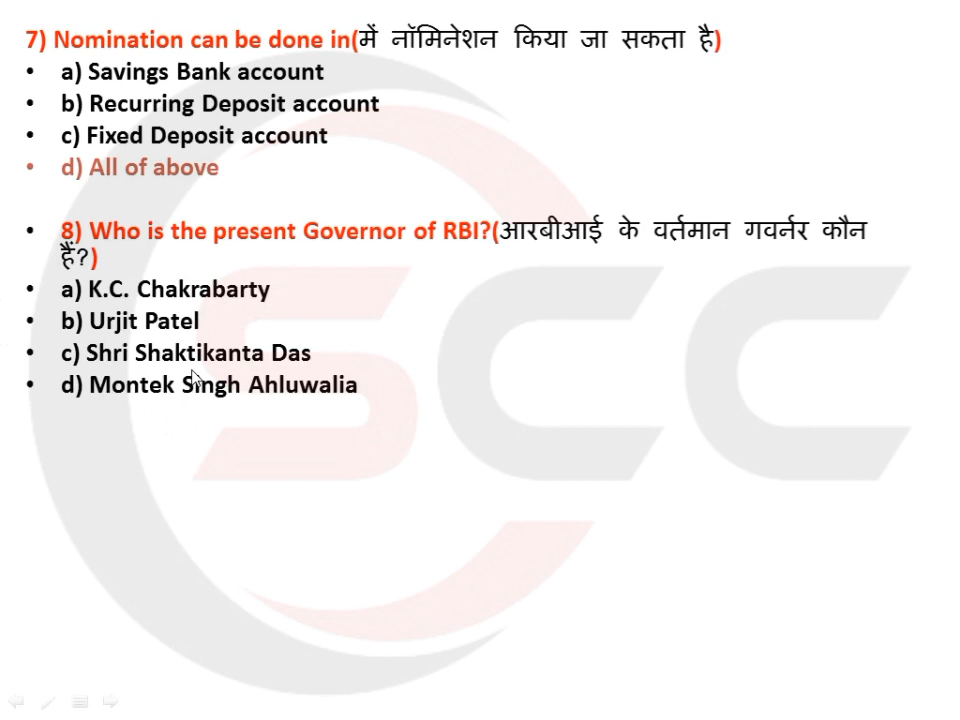 7) Nomination can be done in(में नॉमिनेशन किया जा सकता है)
• a) Savings Bank account
• b) Recurring Deposit account
• c) Fixed Deposit account
• d) All of above
• 8) Who is the present Governor of RBI?(आरबीआई के वर्तमान गवर्नर कौन
हैं?)
• a) K.C. Chakrabarty
• b) Urjit Patel
• c) Shri Shaktikanta Das
• d) Montek Singh Ahluwalia
SCC